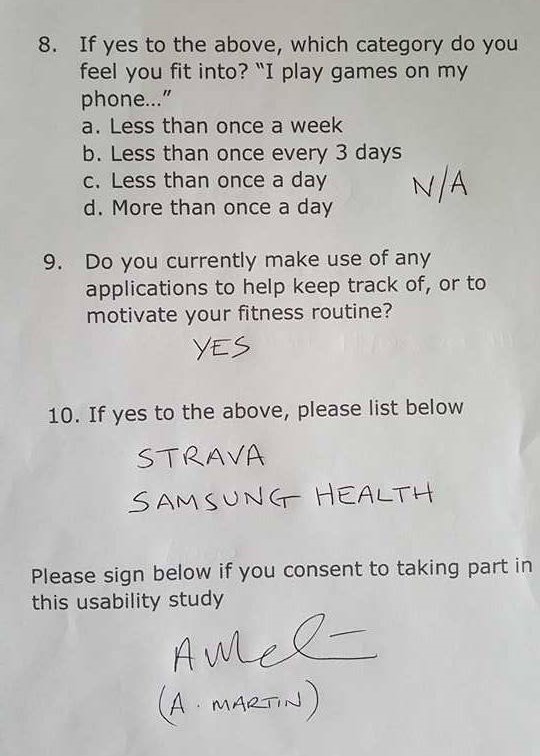 8. If yes to the above, which category do you
feel you fit into? "I play games on my
phone..."
a. Less than once a week
b. Less than once every 3 days
c. Less than once a day
N/A
d. More than once a day
9. Do you currently make use of any
applications to help keep track of, or to
motivate your fitness routine?
YES
10. If yes to the above, please list below
STRAVA
SAMSUNG HEALTH
Please sign below if you consent to taking part in
this usability study
(A. MARTIN)